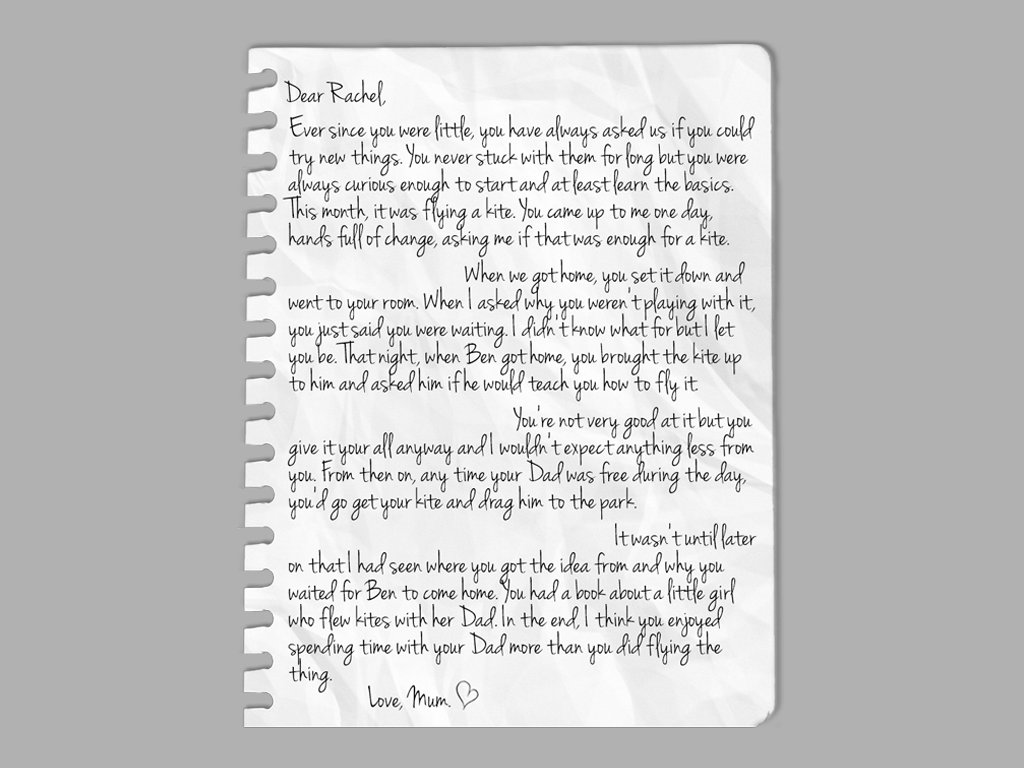 Dear Rachel,
Ever since you were little, you have always asked us if you could
try new things. You never stuck with them for long but you were
always curious enough to start and at least learn the basics.
This month, it was flying a kite. You came up to me one day,
hands full of change, asking me if that was enough for a kite.
When we got home, you set it down and
went to your room. When I asked why you weren't playing with it,
you just said you were waiting. I didn't know what for but I let
you be. That night, when Ben got home, you brought the kite up
to him and asked him if he would teach you how to fly it
You're not very good at it but you
give it your all anyway and I wouldn't expect anything less from
you. From then on, any time your Dad was free during the day,
you'd go get your kite and drag him to the park.
It wasn't until later
on that I had seen where you got the idea from and why you
waited for Ben to come home. You had a book about a little girl
who flew kites with her Dad. In the end, I think you enjoyed
spending time with your Dad more than you did flying the
thing.
Love, Mum.